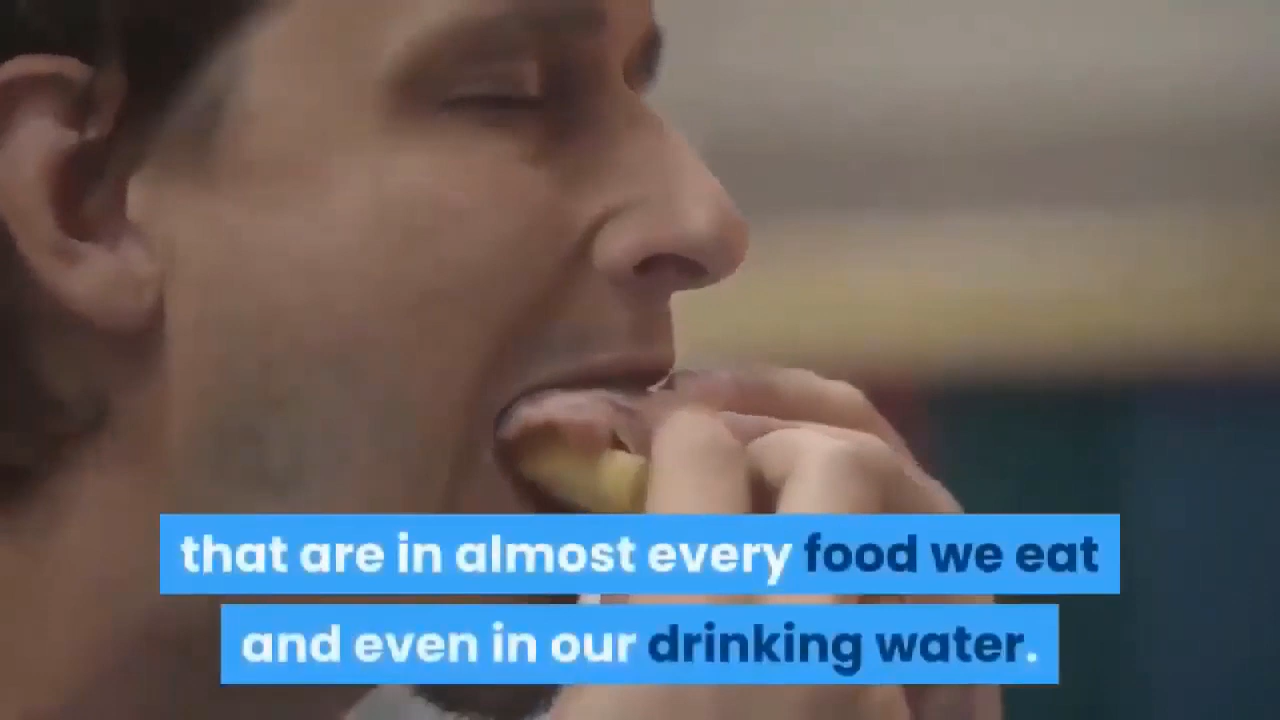 that are in almost every food we eat
and even in our drinking water.